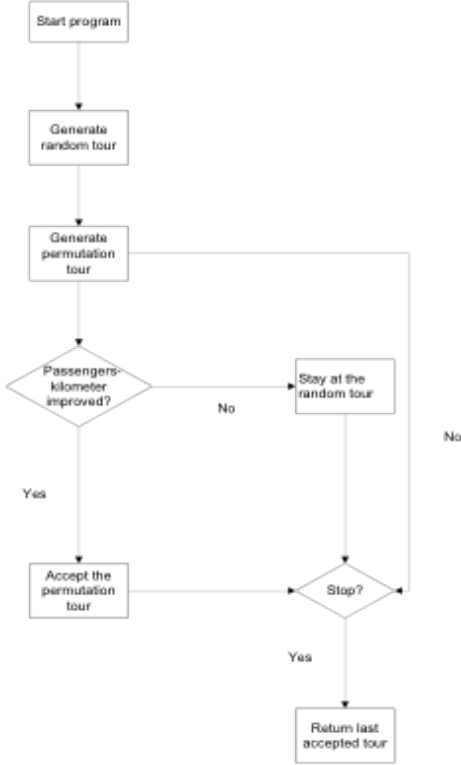 Start program
Generate
random tour
Generate
permutation
tour
Passengers-
kilometer
improved?
Stay at the
random tour
No
No
Yes
Accept the
permutation
tour
Stop?
Yes
Return last
accepted tour